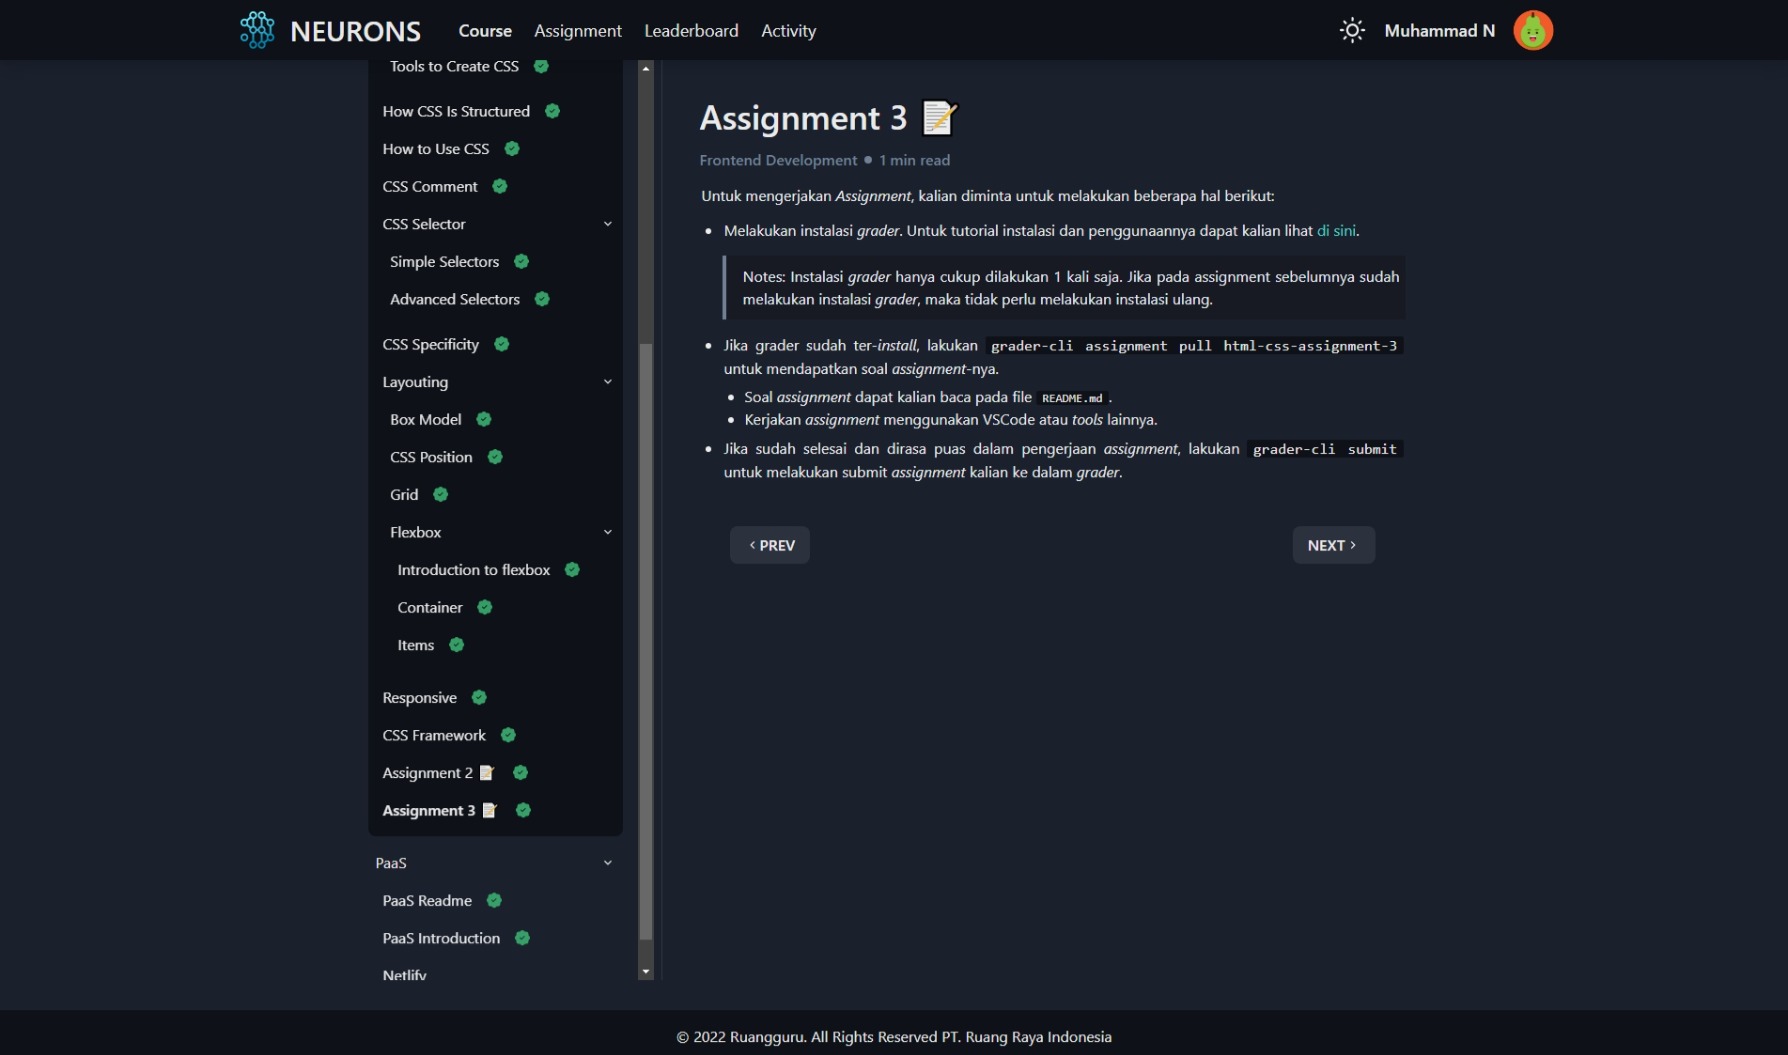 NEURONS
Course
Assignment
Leaderboard
Activity
Muhammad N
Tools to Create CSS
How CSS Is Structured
How to Use CSS
CSS Comment
CSS Selector
Simple Selectors
Advanced Selectors
CSS Specificity
Layouting
Box Model
CSS Position
Grid
Flexbox
Introduction to flexbox
Container
Items
Responsive
CSS Framework
Assignment 2
Assignment 3
PaaS
PaaS Readme
PaaS Introduction
Netlify
Assignment 3
Frontend Development • 1 min read
Untuk mengerjakan Assignment, kalian diminta untuk melakukan beberapa hal berikut:
• Melakukan instalasi grader. Untuk tutorial instalasi dan penggunaannya dapat kalian lihat di sini.
Notes: Instalasi grader hanya cukup dilakukan 1 kali saja. Jika pada assignment sebelumnya sudah
melakukan instalasi grader, maka tidak perlu melakukan instalasi ulang.
• Jika grader sudah ter-install, lakukan grader-cli assignment pull html-css-assignment-3
untuk mendapatkan soal assignment-nya.
• Soal assignment dapat kalian baca pada file README.md .
• Kerjakan assignment menggunakan VSCode atau tools lainnya.
• Jika sudah selesai dan dirasa puas dalam pengerjaan assignment, lakukan grader-cli submit
untuk melakukan submit assignment kalian ke dalam grader.
‹ PREV
NEXT ›
© 2022 Ruangguru. All Rights Reserved PT. Ruang Raya Indonesia